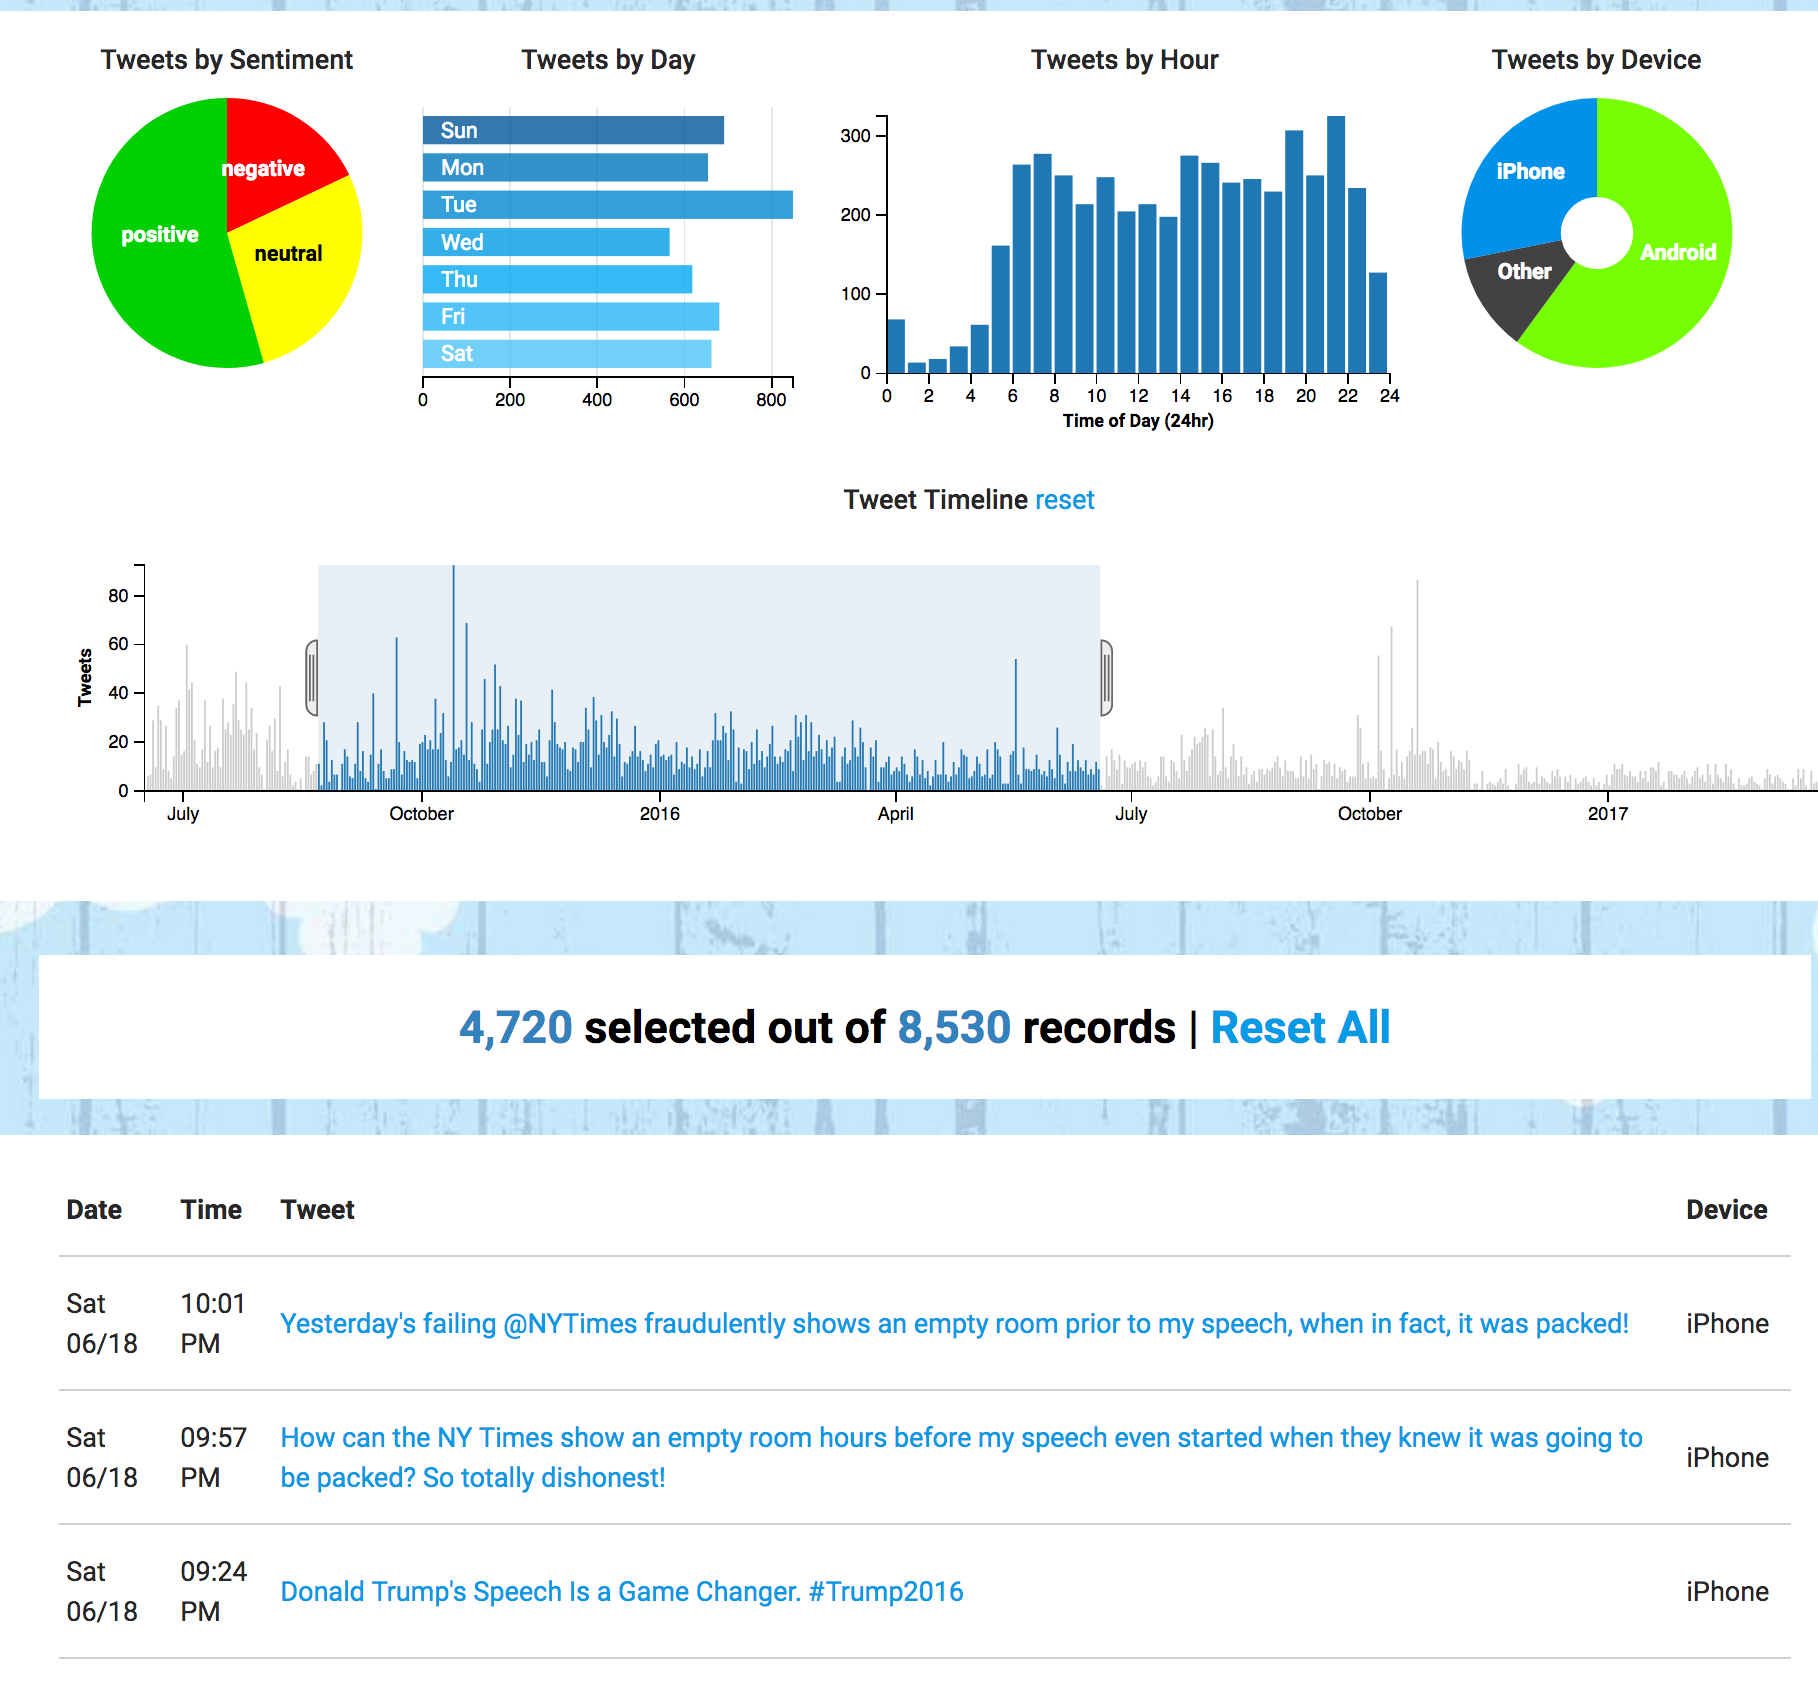 Tweets by Sentiment
negative
positive
neutral
Tweets by Day
Sun
Mon
Tue
Wed
Thu
Fri
Sat
0 200 400 600 800
Tweets by Hour
300
200
100
0
0 2 4 6 8 10 12 14 16 18 20 22 24
Time of Day (24hr)
Tweets by Device
iPhone
Android
Other
Tweet Timeline reset
Tweets
80
60
40
20
0
July October 2016 April July October 2017
4,720 selected out of 8,530 records | Reset All
Date Time Tweet Device
Sat 10:01
Yesterday's failing @NYTimes fraudulently shows an empty room prior to my speech, when in fact, it was packed! iPhone
06/18 PM
Sat 09:57 How can the NY Times show an empty room hours before my speech even started when they knew it was going to
iPhone
06/18 PM be packed? So totally dishonest!
Sat 09:24
Donald Trump's Speech Is a Game Changer. #Trump2016 iPhone
06/18 PM